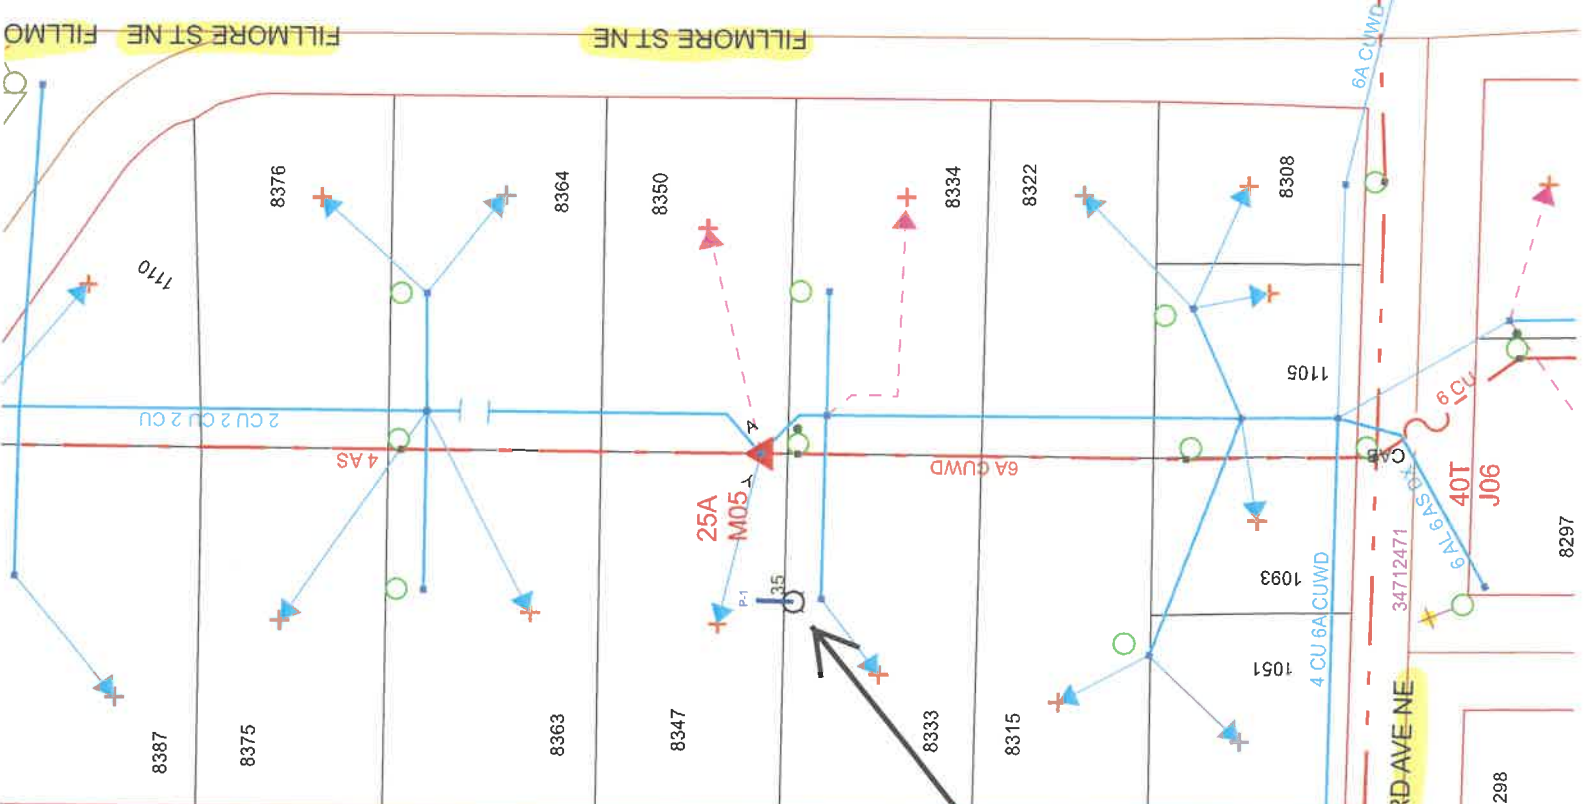 FILLMO
FILLMORE ST NE
FILLMORE ST NE
6A CUWD
8376
8364
8350
8334
8322
8308
1110
1105
2 CU 2 CU 2 CU
4 AS
A
Y
6A CUWD
6 CU
CAB
25A
M05
40T
J06
6 AL 6 AS DX
34712471
8297
P-1
35
1093
4 CU 6A CUWD
1051
8387
8375
8363
8347
8333
8315
RD AVE NE
298